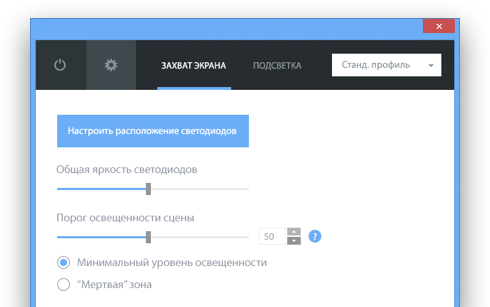 ЗАХВАТ ЭКРАНА ПОДСВЕТКА Станд. профиль
Настроить расположение светодиодов
Общая яркость светодиодов
Порог освещенности сцены
50 ?
Минимальный уровень освещенности
"Мертвая" зона